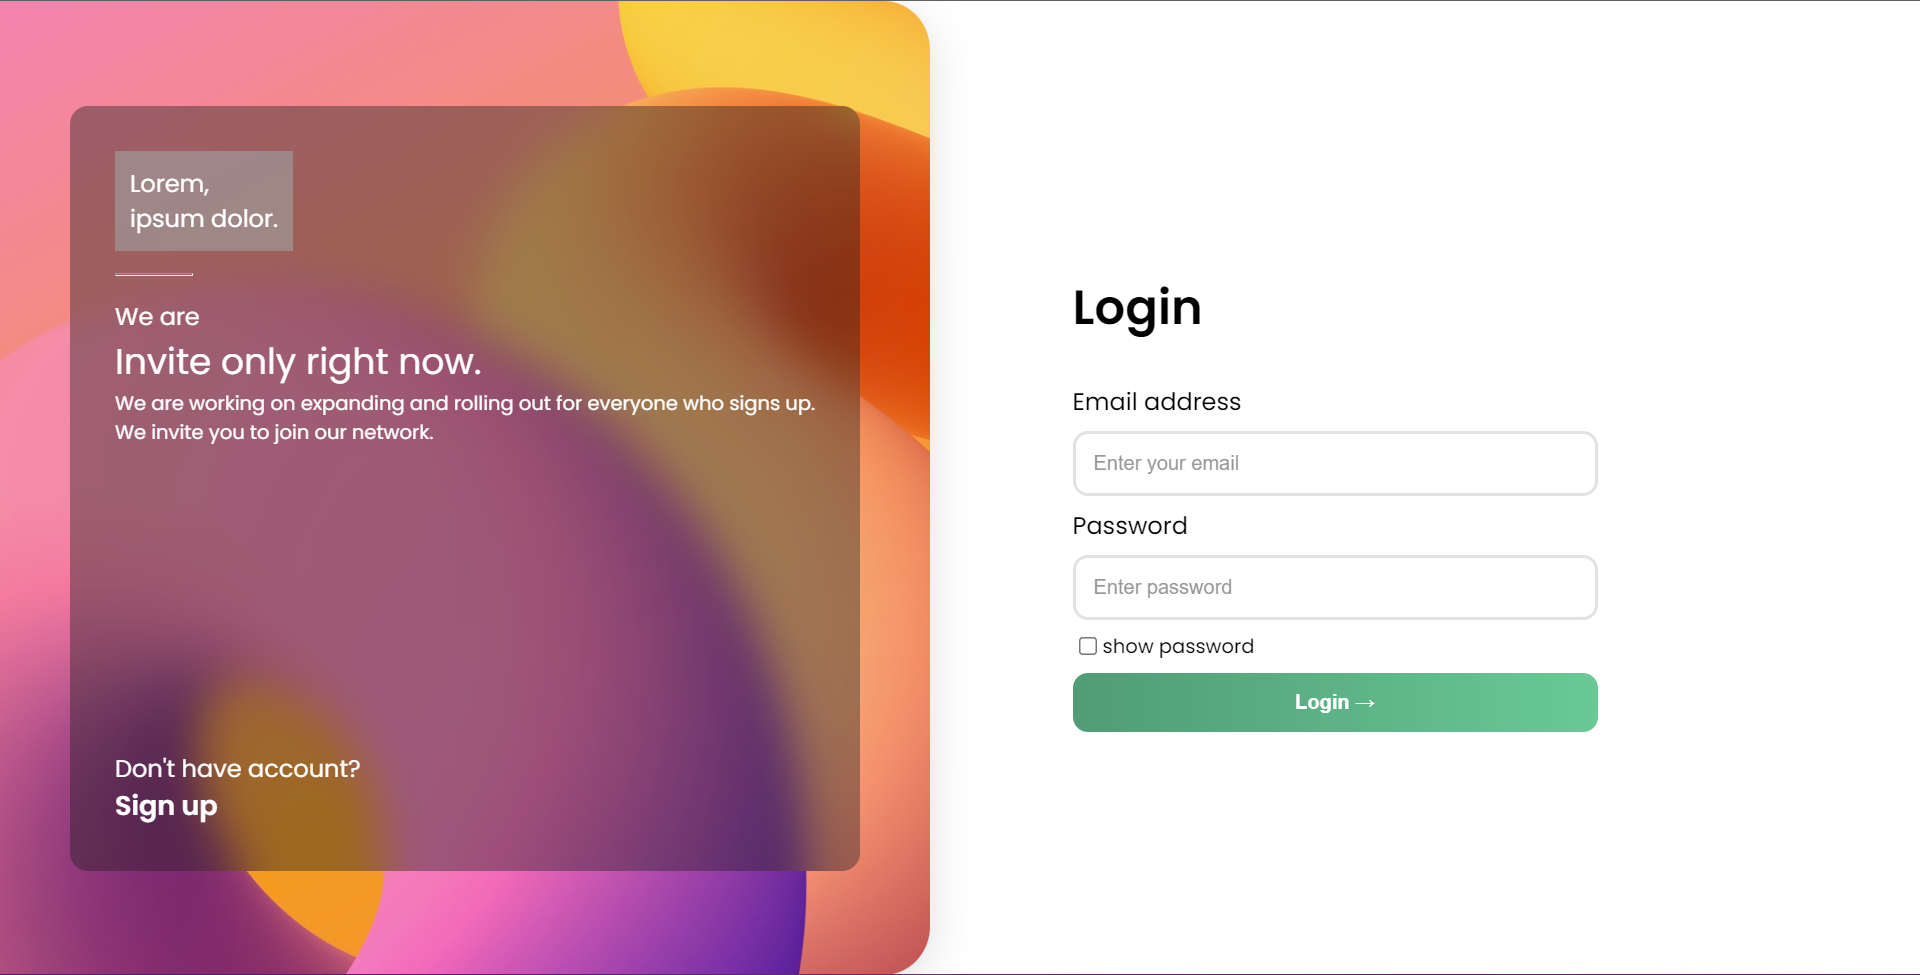 Lorem,
ipsum dolor.
We are
Invite only right now.
We are working on expanding and rolling out for everyone who signs up.
We invite you to join our network.
Don't have account?
Sign up
Login
Email address
Enter your email
Password
Enter password
show password
Login →